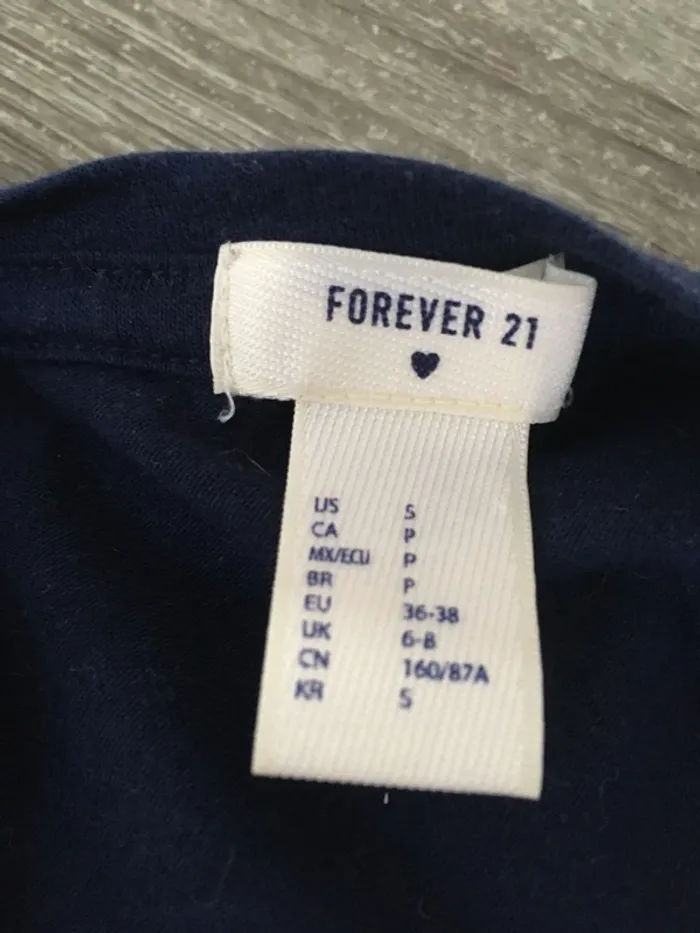 FOREVER 21
US S
CA P
MX/ECU P
BR P
EU 36-38
UK 6-8
CN 160/87A
KR S